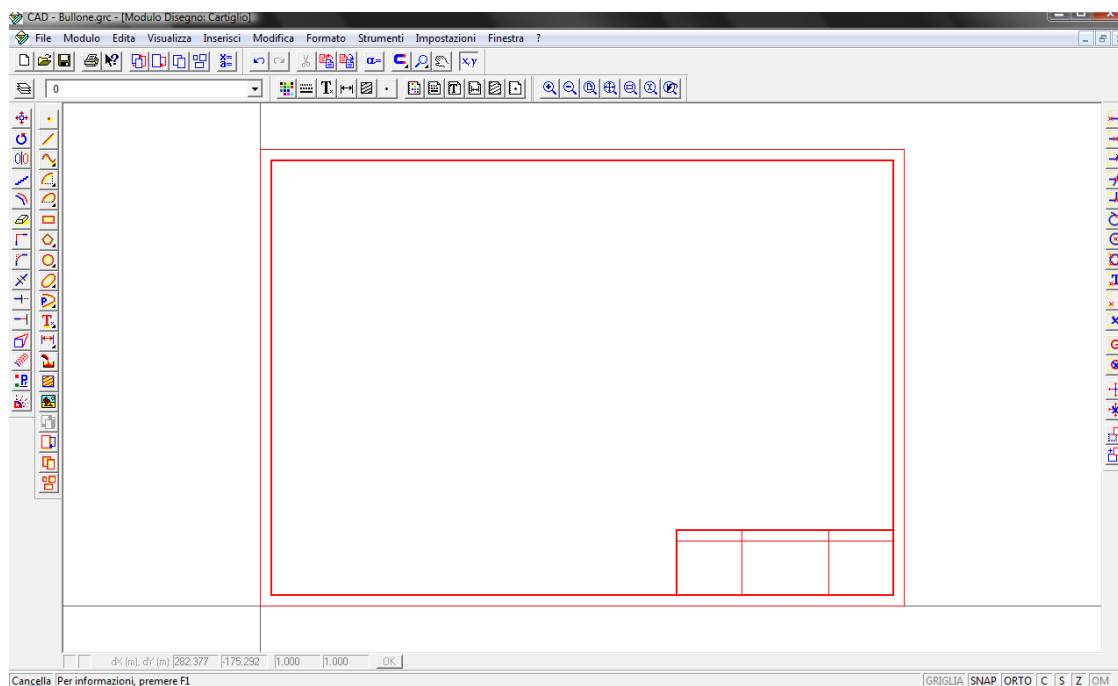 CAD - Bullone.grc - [Modulo Disegno: Cartiglio]
File Modulo Edita Visualizza Inserisci Modifica Formato Strumenti Impostazioni Finestra ?
x,y
0
dX (m), dY (m): 282.377 -175.292 1.000 1.000 OK
Cancella Per informazioni, premere F1 GRIGLIA SNAP ORTO C S Z OM